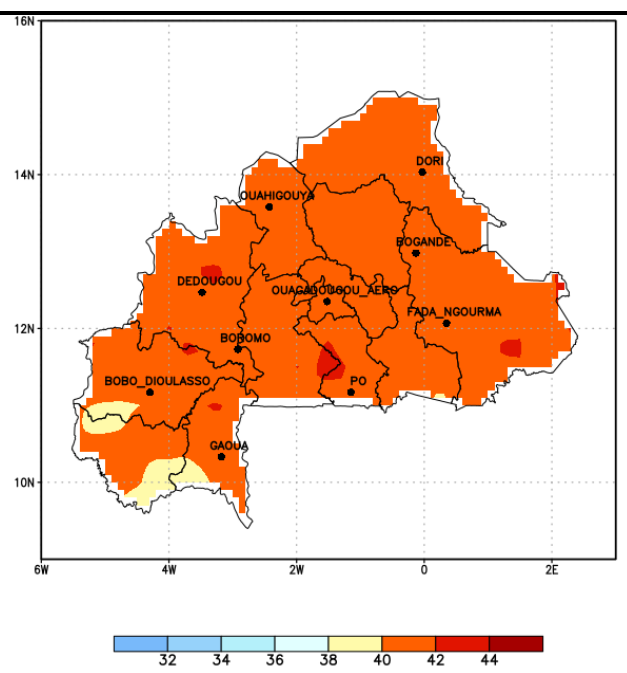 16N
14N
DORI
OUAHIGOUYA
BOGANDE
DEDOUGOU
OUAGADOUGOU_AERO
FADA_NGOURMA
12N
BOROMO
BOBO_DIOULASSO
PO
GAOUA
10N
6W 4W 2W 0 2E
32 34 36 38 40 42 44